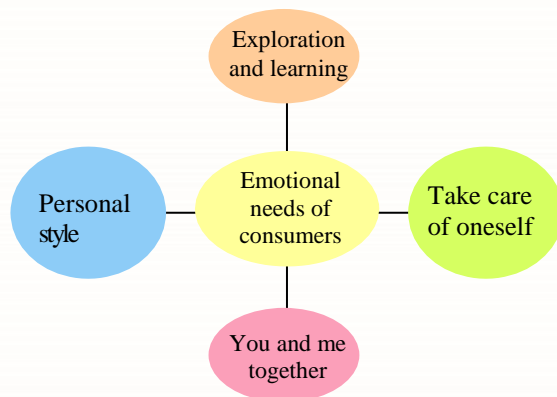 Exploration
and learning
Personal
style
Emotional
needs of
consumers
Take care
of oneself
You and me
together